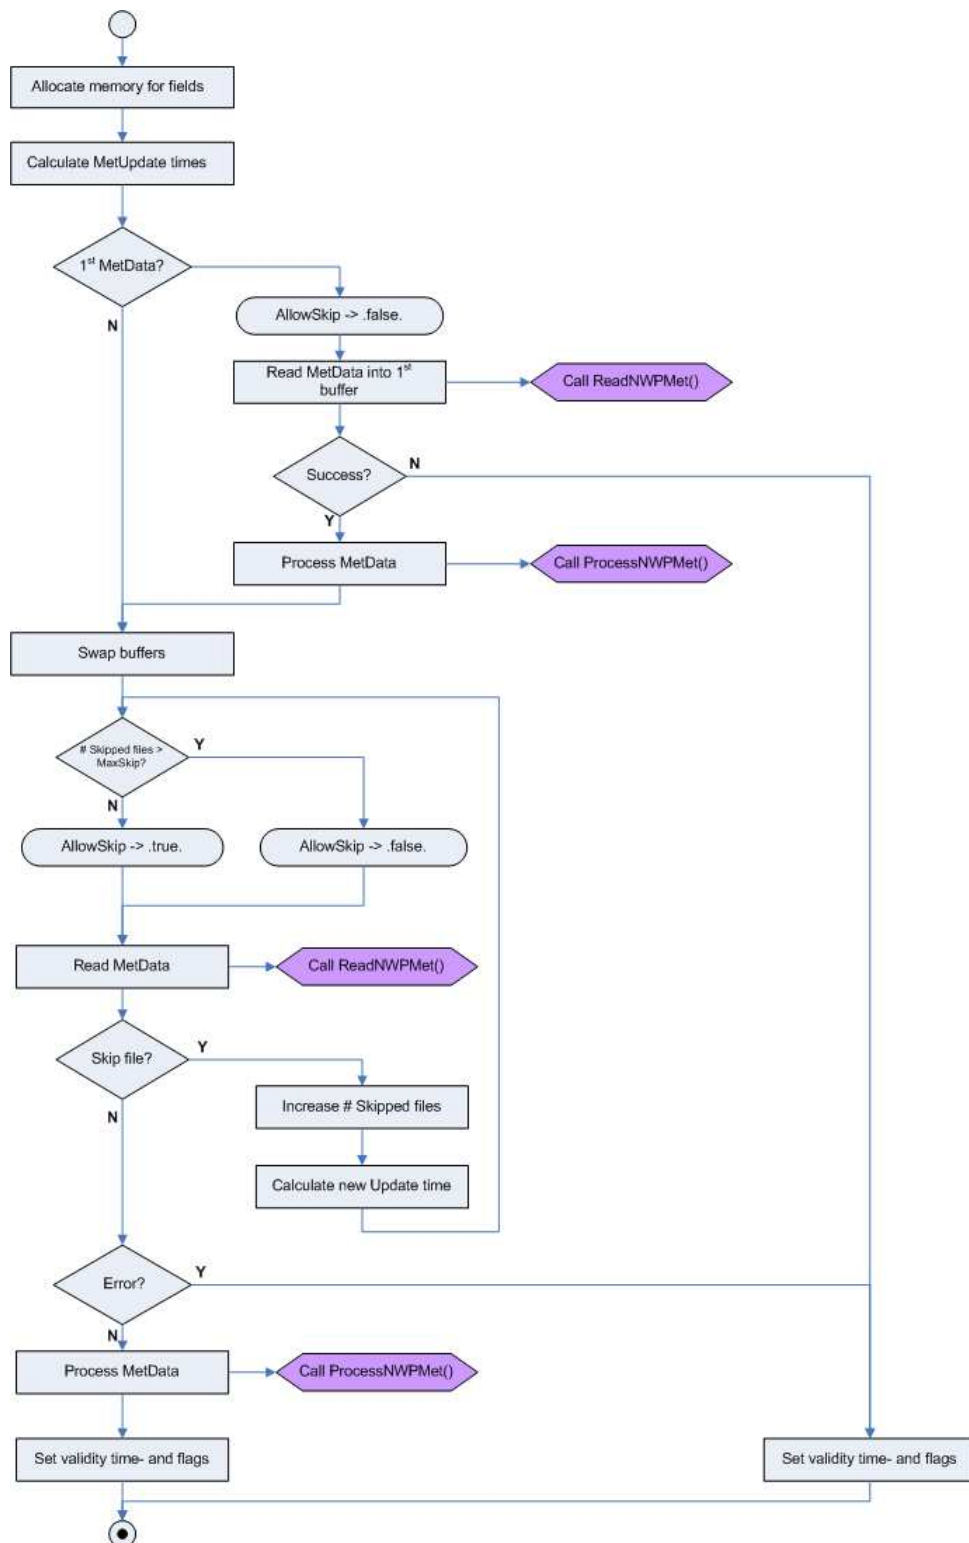 Allocate memory for fields
Calculate MetUpdate times
1st MetData?
N
AllowSkip -> .false.
Read MetData into 1st
buffer
Call ReadNWPMet()
Success?
N
Y
Process MetData
Call ProcessNWPMet()
Swap buffers
# Skipped files >
MaxSkip?
Y
N
AllowSkip -> .true.
AllowSkip -> .false.
Read MetData
Call ReadNWPMet()
Skip file?
Y
N
Increase # Skipped files
Calculate new Update time
Error?
Y
N
Process MetData
Call ProcessNWPMet()
Set validity time- and flags
Set validity time- and flags